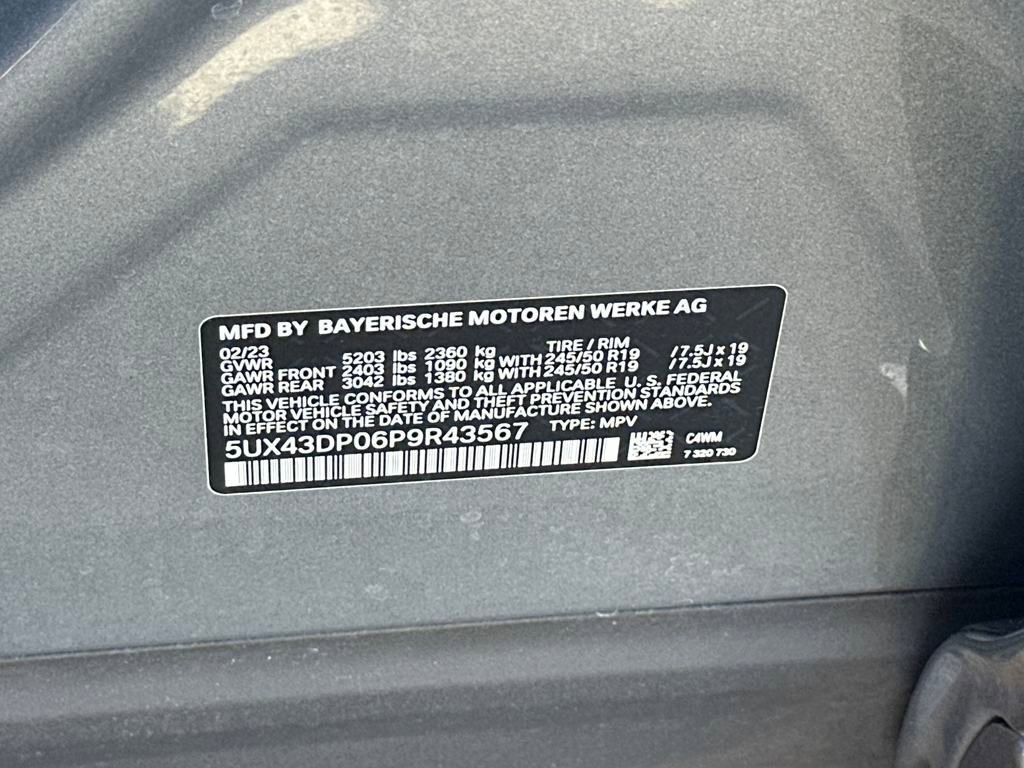 MFD BY BAYERISCHE MOTOREN WERKE AG
02/23 TIRE / RIM
GVWR 5203 lbs 2360 kg
GAWR FRONT 2403 lbs 1090 kg WITH 245/50 R19 /7.5J x 19
GAWR REAR 3042 lbs 1380 kg WITH 245/50 R19 /7.5J x 19
THIS VEHICLE CONFORMS TO ALL APPLICABLE U. S. FEDERAL
MOTOR VEHICLE SAFETY AND THEFT PREVENTION STANDARDS
IN EFFECT ON THE DATE OF MANUFACTURE SHOWN ABOVE.
5UX43DP06P9R43567 TYPE: MPV
C4WM
7 320 730